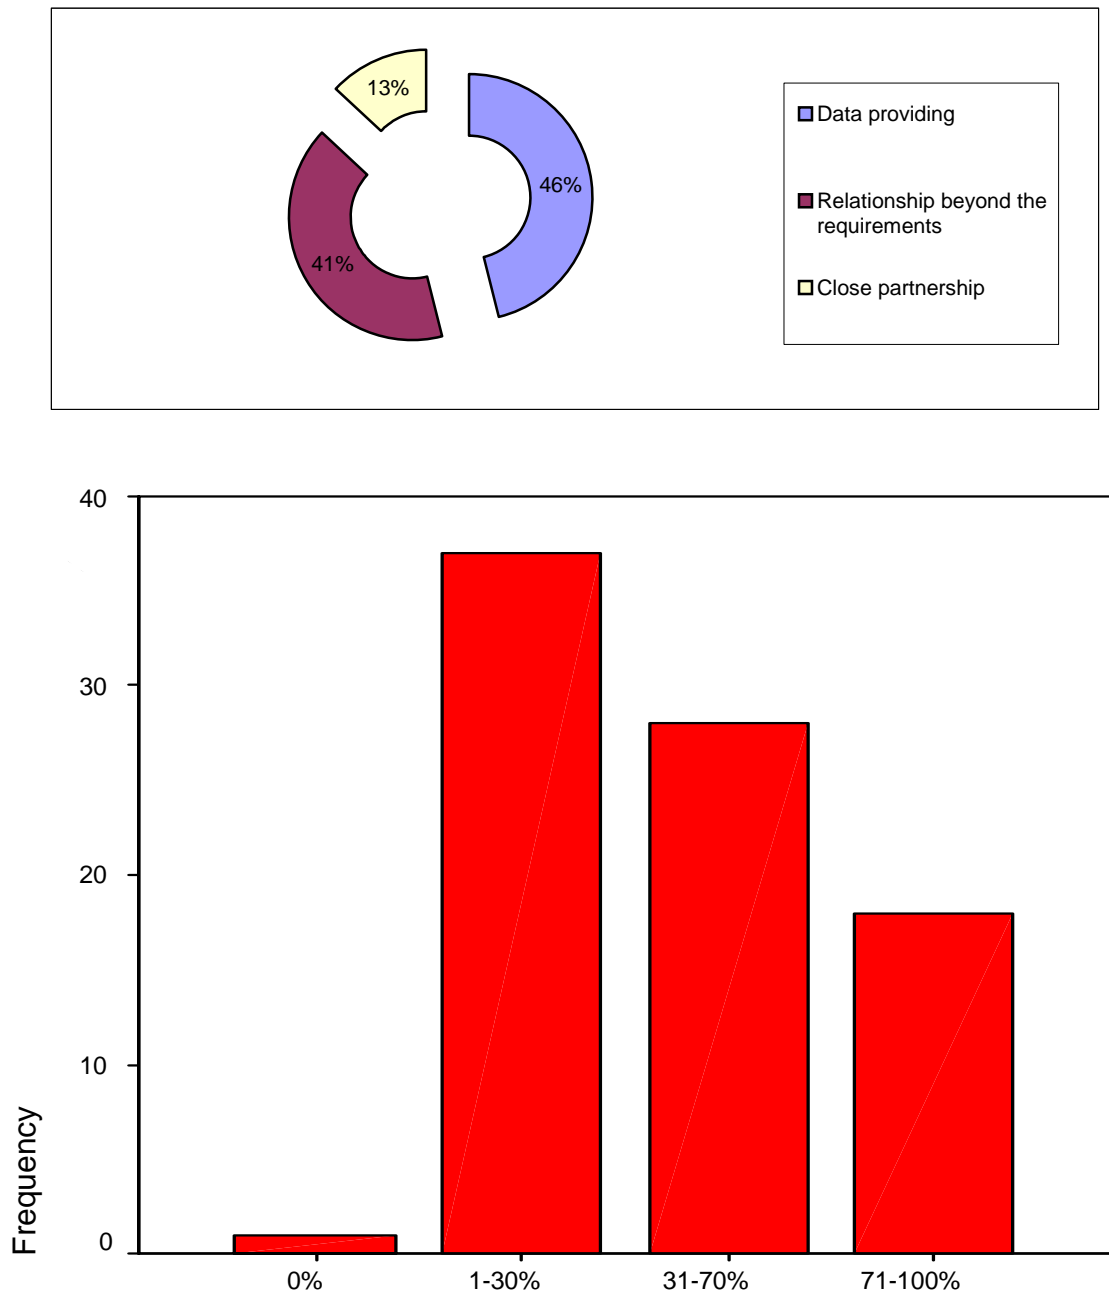 13%
46%
41%
Data providing
Relationship beyond the
requirements
Close partnership
40
30
20
10
0
Frequency
0%
1-30%
31-70%
71-100%